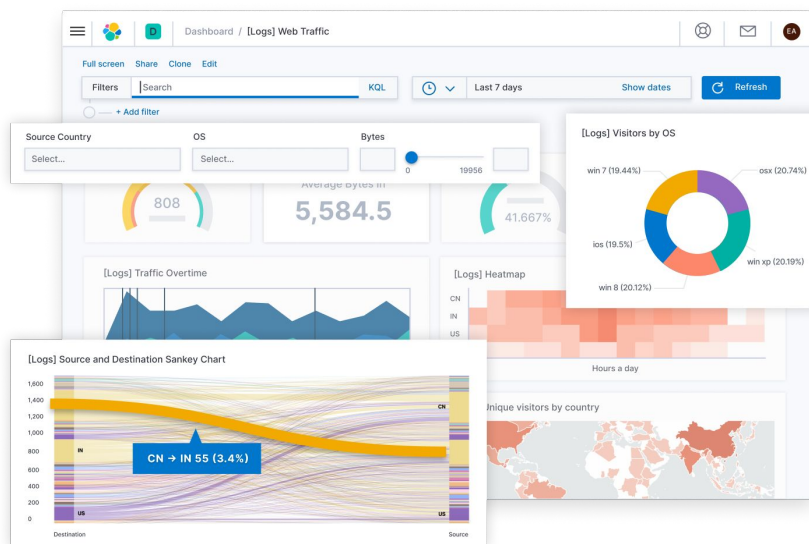 D
Dashboard / [Logs] Web Traffic
EA
Full screen Share Clone Edit
Filters Search KQL
Last 7 days Show dates
Refresh
+ Add filter
Source Country OS Bytes
Select... Select...
0 19956
808
Average Bytes In
5,584.5
41.667%
[Logs] Visitors by OS
win 7 (19.44%)
osx (20.74%)
ios (19.5%)
win xp (20.19%)
win 8 (20.12%)
[Logs] Traffic Overtime
[Logs] Heatmap
CN
IN
US
Hours a day
[Logs] Source and Destination Sankey Chart
1,600
1,400
1,200
1,000
800
600
400
200
0
CN
IN
US
US
CN → IN 55 (3.4%)
Destination
Source
Unique visitors by country